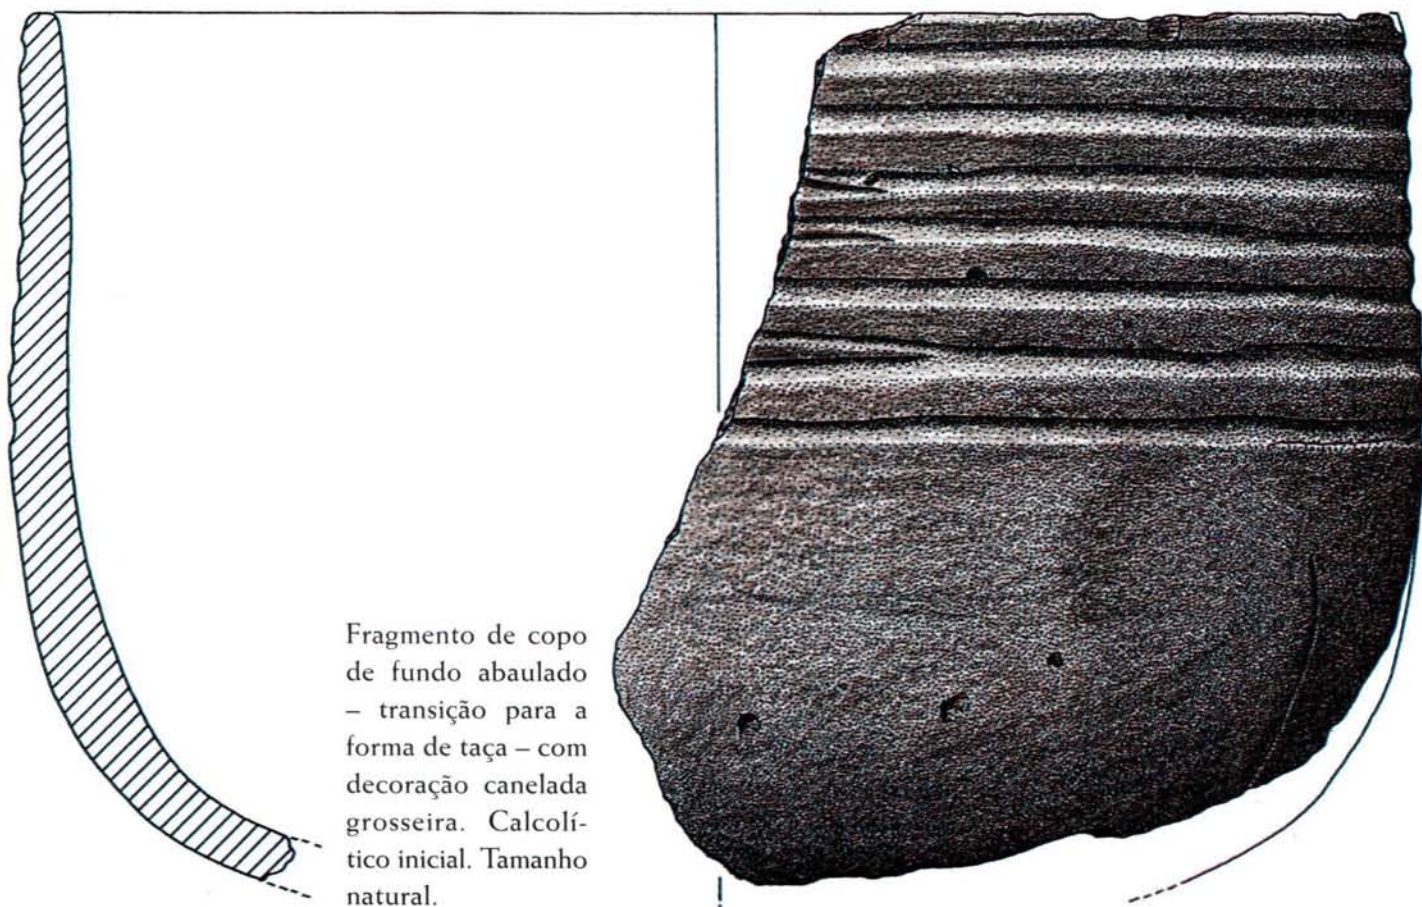 Fragmento de copo
de fundo abaulado
– transição para a
forma de taça – com
decoração canelada
grosseira. Calcolí-
tico inicial. Tamanho
natural.